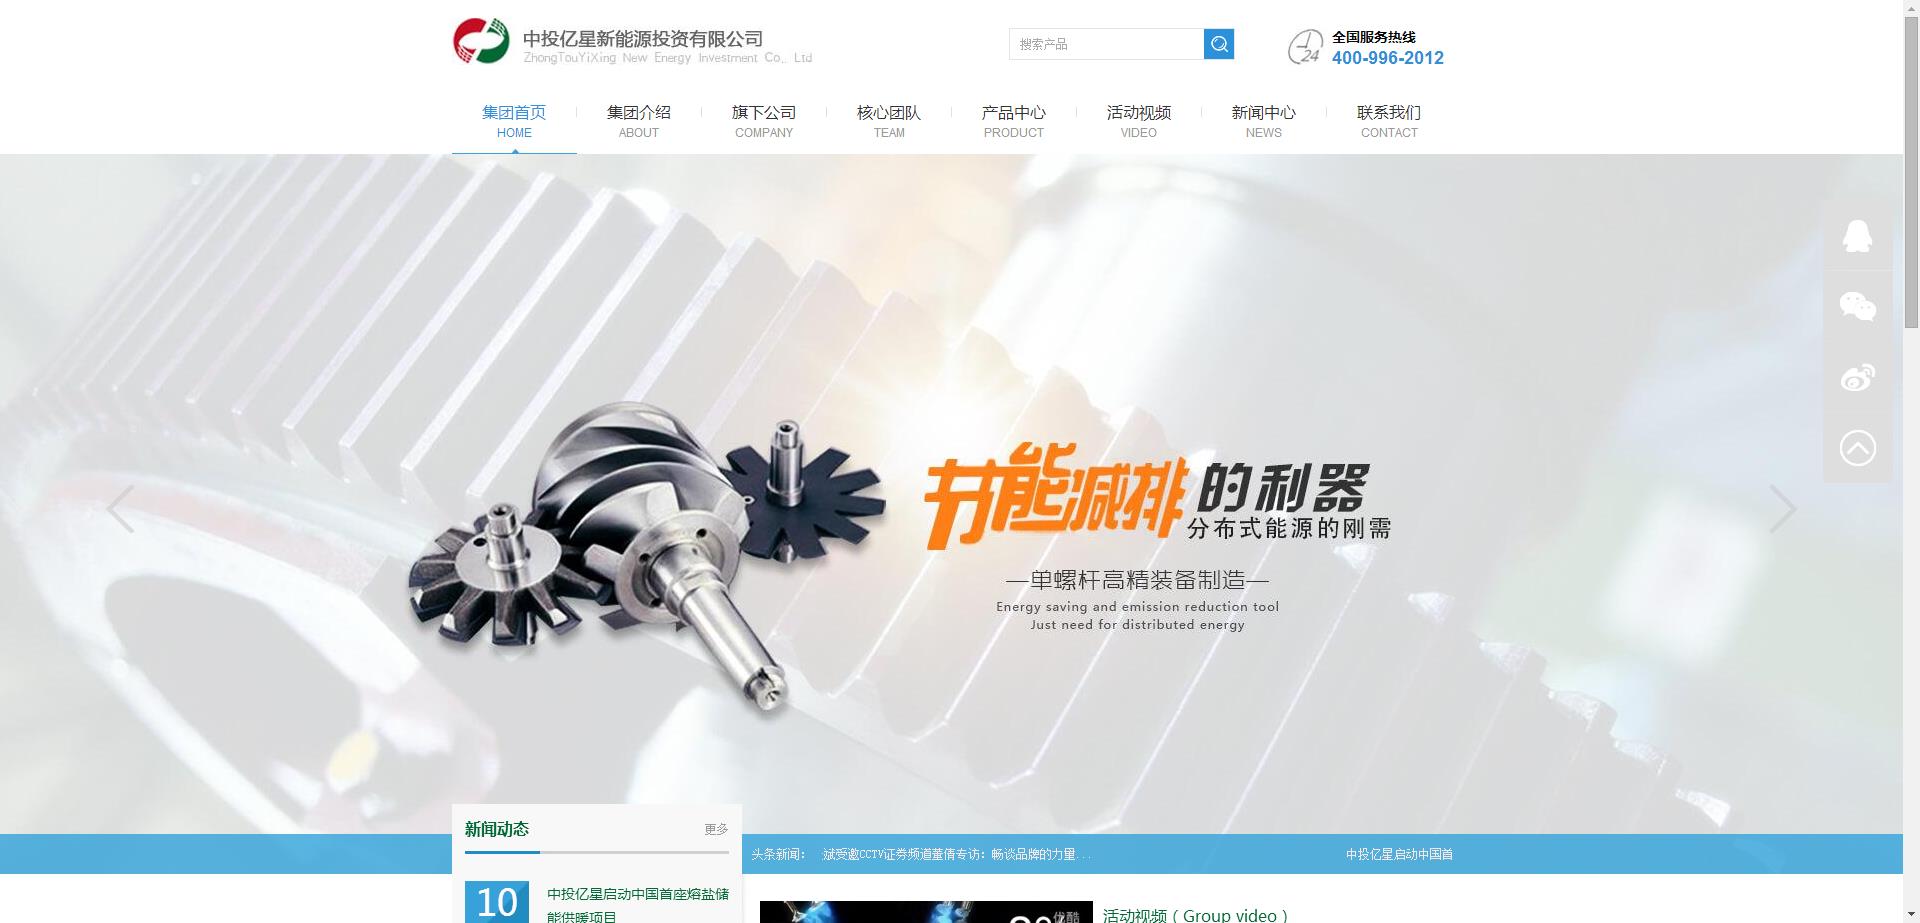 中投亿星新能源投资有限公司
ZhongTouYiXing New Energy Investment Co., Ltd
搜索产品
24
全国服务热线
400-996-2012
集团首页
HOME
集团介绍
ABOUT
旗下公司
COMPANY
核心团队
TEAM
产品中心
PRODUCT
活动视频
VIDEO
新闻中心
NEWS
联系我们
CONTACT
节能减排的利器
分布式能源的刚需
—单螺杆高精装备制造—
Energy saving and emission reduction tool
Just need for distributed energy
新闻动态
更多
头条新闻：
斌受邀CCTV证券频道董倩专访：畅谈品牌的力量...
中投亿星启动中国首
10
中投亿星启动中国首座熔盐储
能供暖项目
优酷
活动视频（Group video）